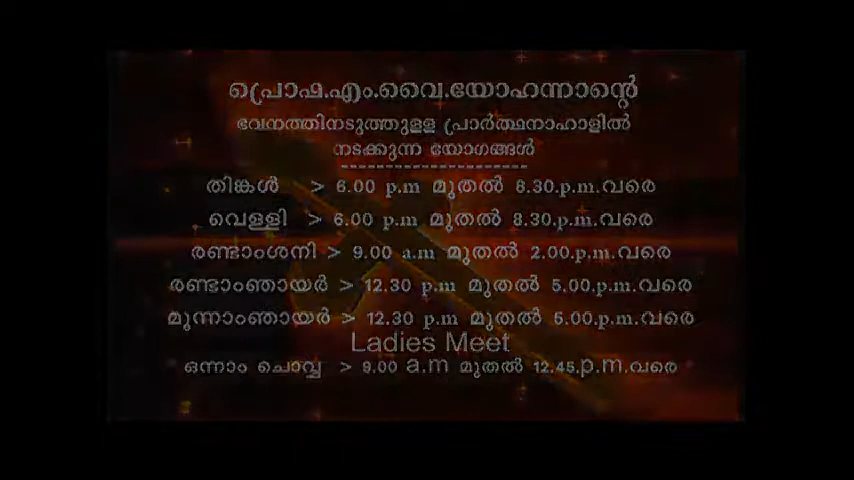 പ്രൊഫ.എം.വൈ.യോഹന്നാന്റെ
ഭവനത്തിനടുത്തുള്ള പ്രാർത്ഥനാഹാളിൽ
നടക്കുന്ന യോഗങ്ങൾ
--------------------------
തിങ്കൾ > 6.00 p.m മുതൽ 8.30.p.m.വരെ
വെള്ളി > 6.00 p.m മുതൽ 8.30.p.m.വരെ
രണ്ടാംശനി > 9.00 a.m മുതൽ 2.00.p.m.വരെ
രണ്ടാംഞായർ > 12.30 p.m മുതൽ 5.00.p.m.വരെ
മൂന്നാംഞായർ > 12.30 p.m മുതൽ 5.00.p.m.വരെ
Ladies Meet
ഒന്നാം ചൊവ്വ > 9.00 a.m മുതൽ 12.45.p.m.വരെ